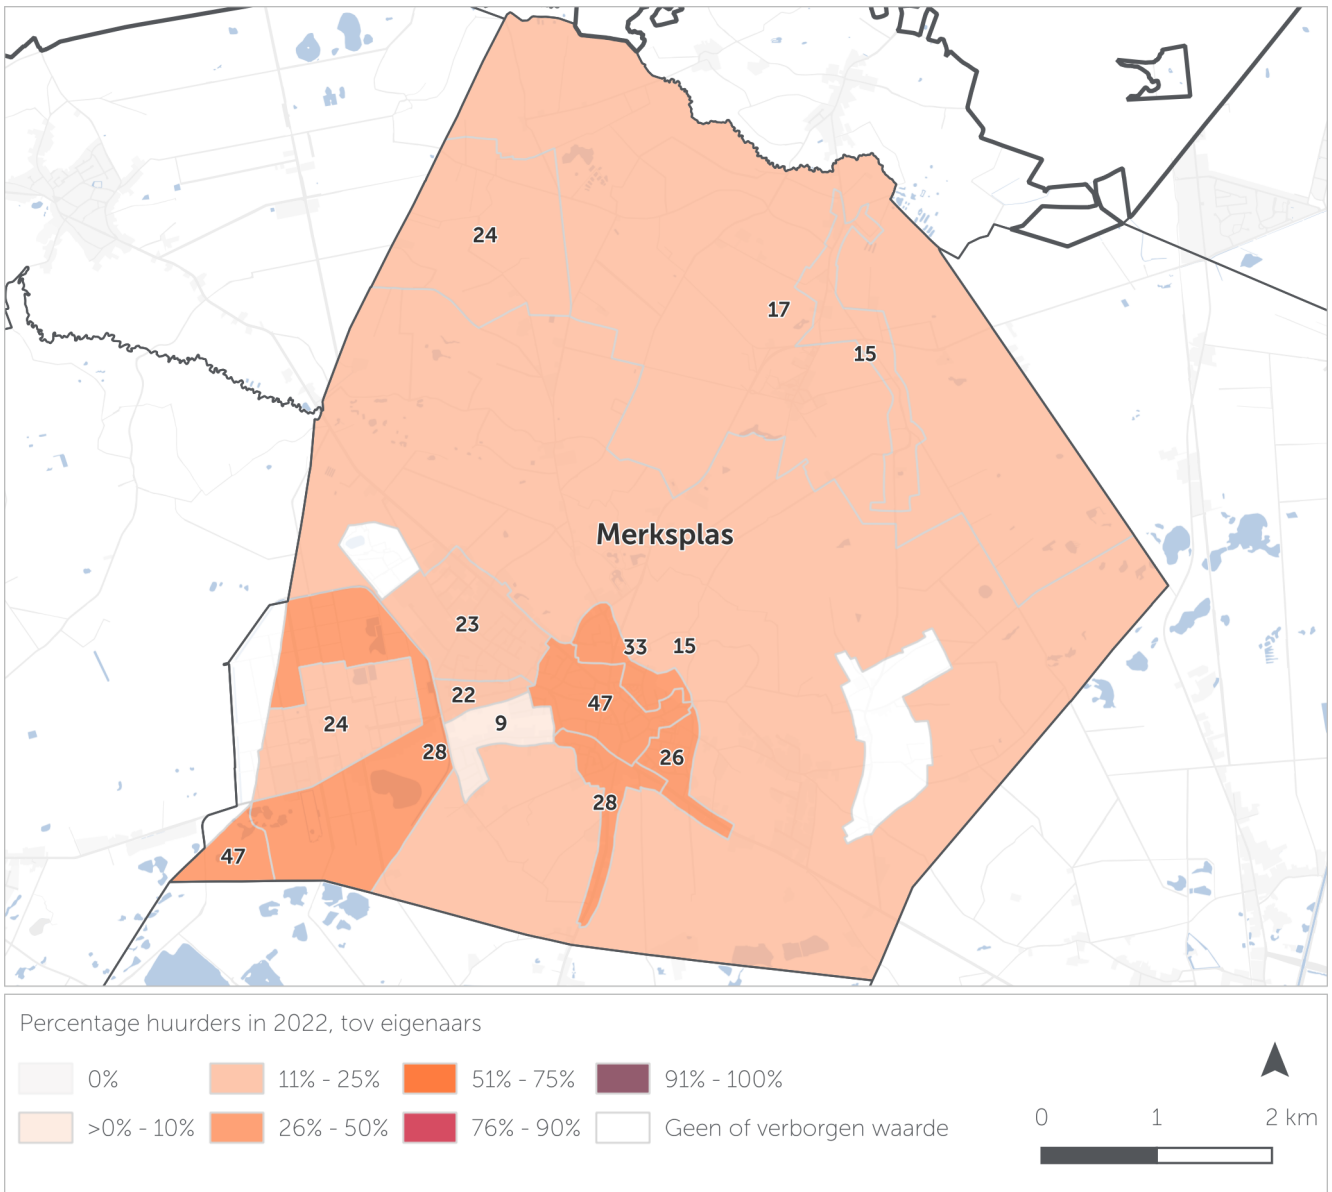 24
17
15
Merksplas
23
33 15
22
47
9
24
28
26
28
47
Percentage huurders in 2022, tov eigenaars
0% 11% - 25% 51% - 75% 91% - 100%
>0% - 10% 26% - 50% 76% - 90% Geen of verborgen waarde
0 1 2 km